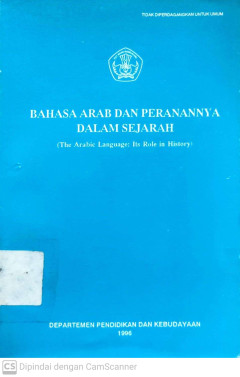 TIDAK DIPERDAGANGKAN UNTUK UMUM
BAHASA ARAB DAN PERANANNYA
DALAM SEJARAH
(The Arabic Language: Its Role in History)
DEPARTEMEN PENDIDIKAN DAN KEBUDAYAAN
1996
CS Dipindai dengan CamScanner